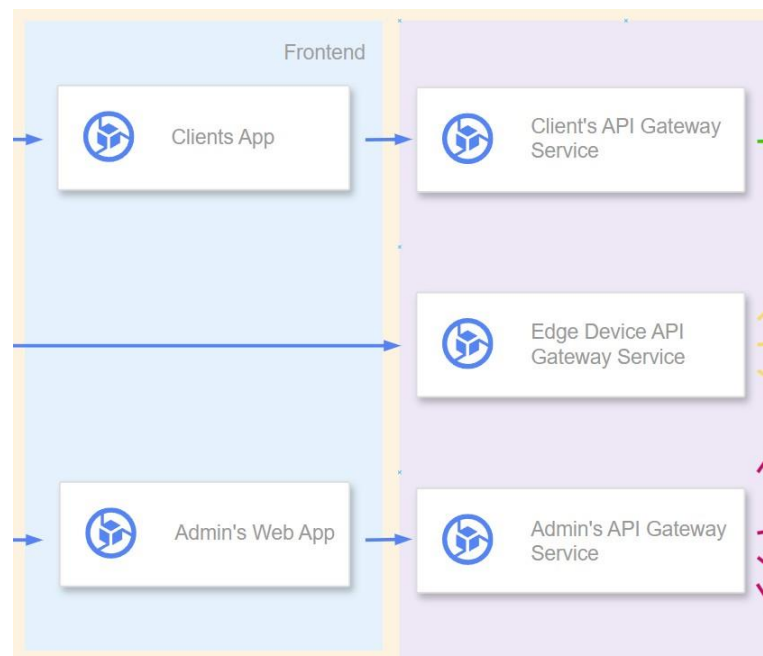 Frontend
Clients App
Client's API Gateway
Service
Edge Device API
Gateway Service
Admin's Web App
Admin's API Gateway
Service